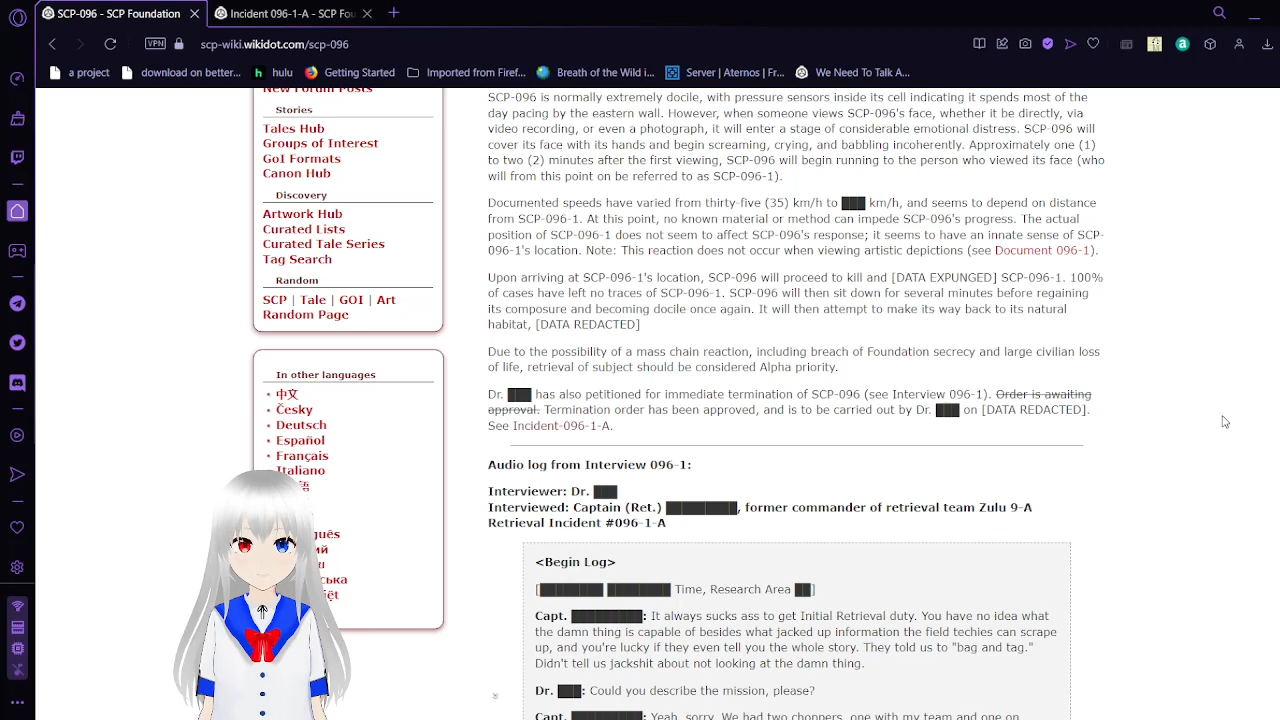 SCP-096 - SCP Foundation
Incident 096-1-A - SCP Fou
VPN
scp-wiki.wikidot.com/scp-096
a project
download on better...
hulu
Getting Started
Imported from Firef...
Breath of the Wild i...
Server | Aternos | Fr...
We Need To Talk A...
New Forum Posts
Stories
Tales Hub
Groups of Interest
GoI Formats
Canon Hub
Discovery
Artwork Hub
Curated Lists
Curated Tale Series
Tag Search
Random
SCP | Tale | GOI | Art
Random Page
In other languages
中文
Česky
Deutsch
Español
Français
Italiano
SCP-096 is normally extremely docile, with pressure sensors inside its cell indicating it spends most of the
day pacing by the eastern wall. However, when someone views SCP-096's face, whether it be directly, via
video recording, or even a photograph, it will enter a stage of considerable emotional distress. SCP-096 will
cover its face with its hands and begin screaming, crying, and babbling incoherently. Approximately one (1)
to two (2) minutes after the first viewing, SCP-096 will begin running to the person who viewed its face (who
will from this point on be referred to as SCP-096-1).
Documented speeds have varied from thirty-five (35) km/h to ███ km/h, and seems to depend on distance
from SCP-096-1. At this point, no known material or method can impede SCP-096's progress. The actual
position of SCP-096-1 does not seem to affect SCP-096's response; it seems to have an innate sense of SCP-
096-1's location. Note: This reaction does not occur when viewing artistic depictions (see Document 096-1).
Upon arriving at SCP-096-1's location, SCP-096 will proceed to kill and [DATA EXPUNGED] SCP-096-1. 100%
of cases have left no traces of SCP-096-1. SCP-096 will then sit down for several minutes before regaining
its composure and becoming docile once again. It will then attempt to make its way back to its natural
habitat, [DATA REDACTED]
Due to the possibility of a mass chain reaction, including breach of Foundation secrecy and large civilian loss
of life, retrieval of subject should be considered Alpha priority.
Dr. ███ has also petitioned for immediate termination of SCP-096 (see Interview 096-1). Order is awaiting
approval. Termination order has been approved, and is to be carried out by Dr. ███ on [DATA REDACTED].
See Incident-096-1-A.
Audio log from Interview 096-1:
Interviewer: Dr. ███
Interviewed: Captain (Ret.) █████████, former commander of retrieval team Zulu 9-A
Retrieval Incident #096-1-A
<Begin Log>
[████████ ████████ Time, Research Area ██]
Capt. █████████: It always sucks ass to get Initial Retrieval duty. You have no idea what
the damn thing is capable of besides what jacked up information the field techies can scrape
up, and you're lucky if they even tell you the whole story. They told us to "bag and tag."
Didn't tell us jackshit about not looking at the damn thing.
Dr. ███: Could you describe the mission, please?
Capt. █████████: Yeah, sorry. We had two choppers, one with my team and one on